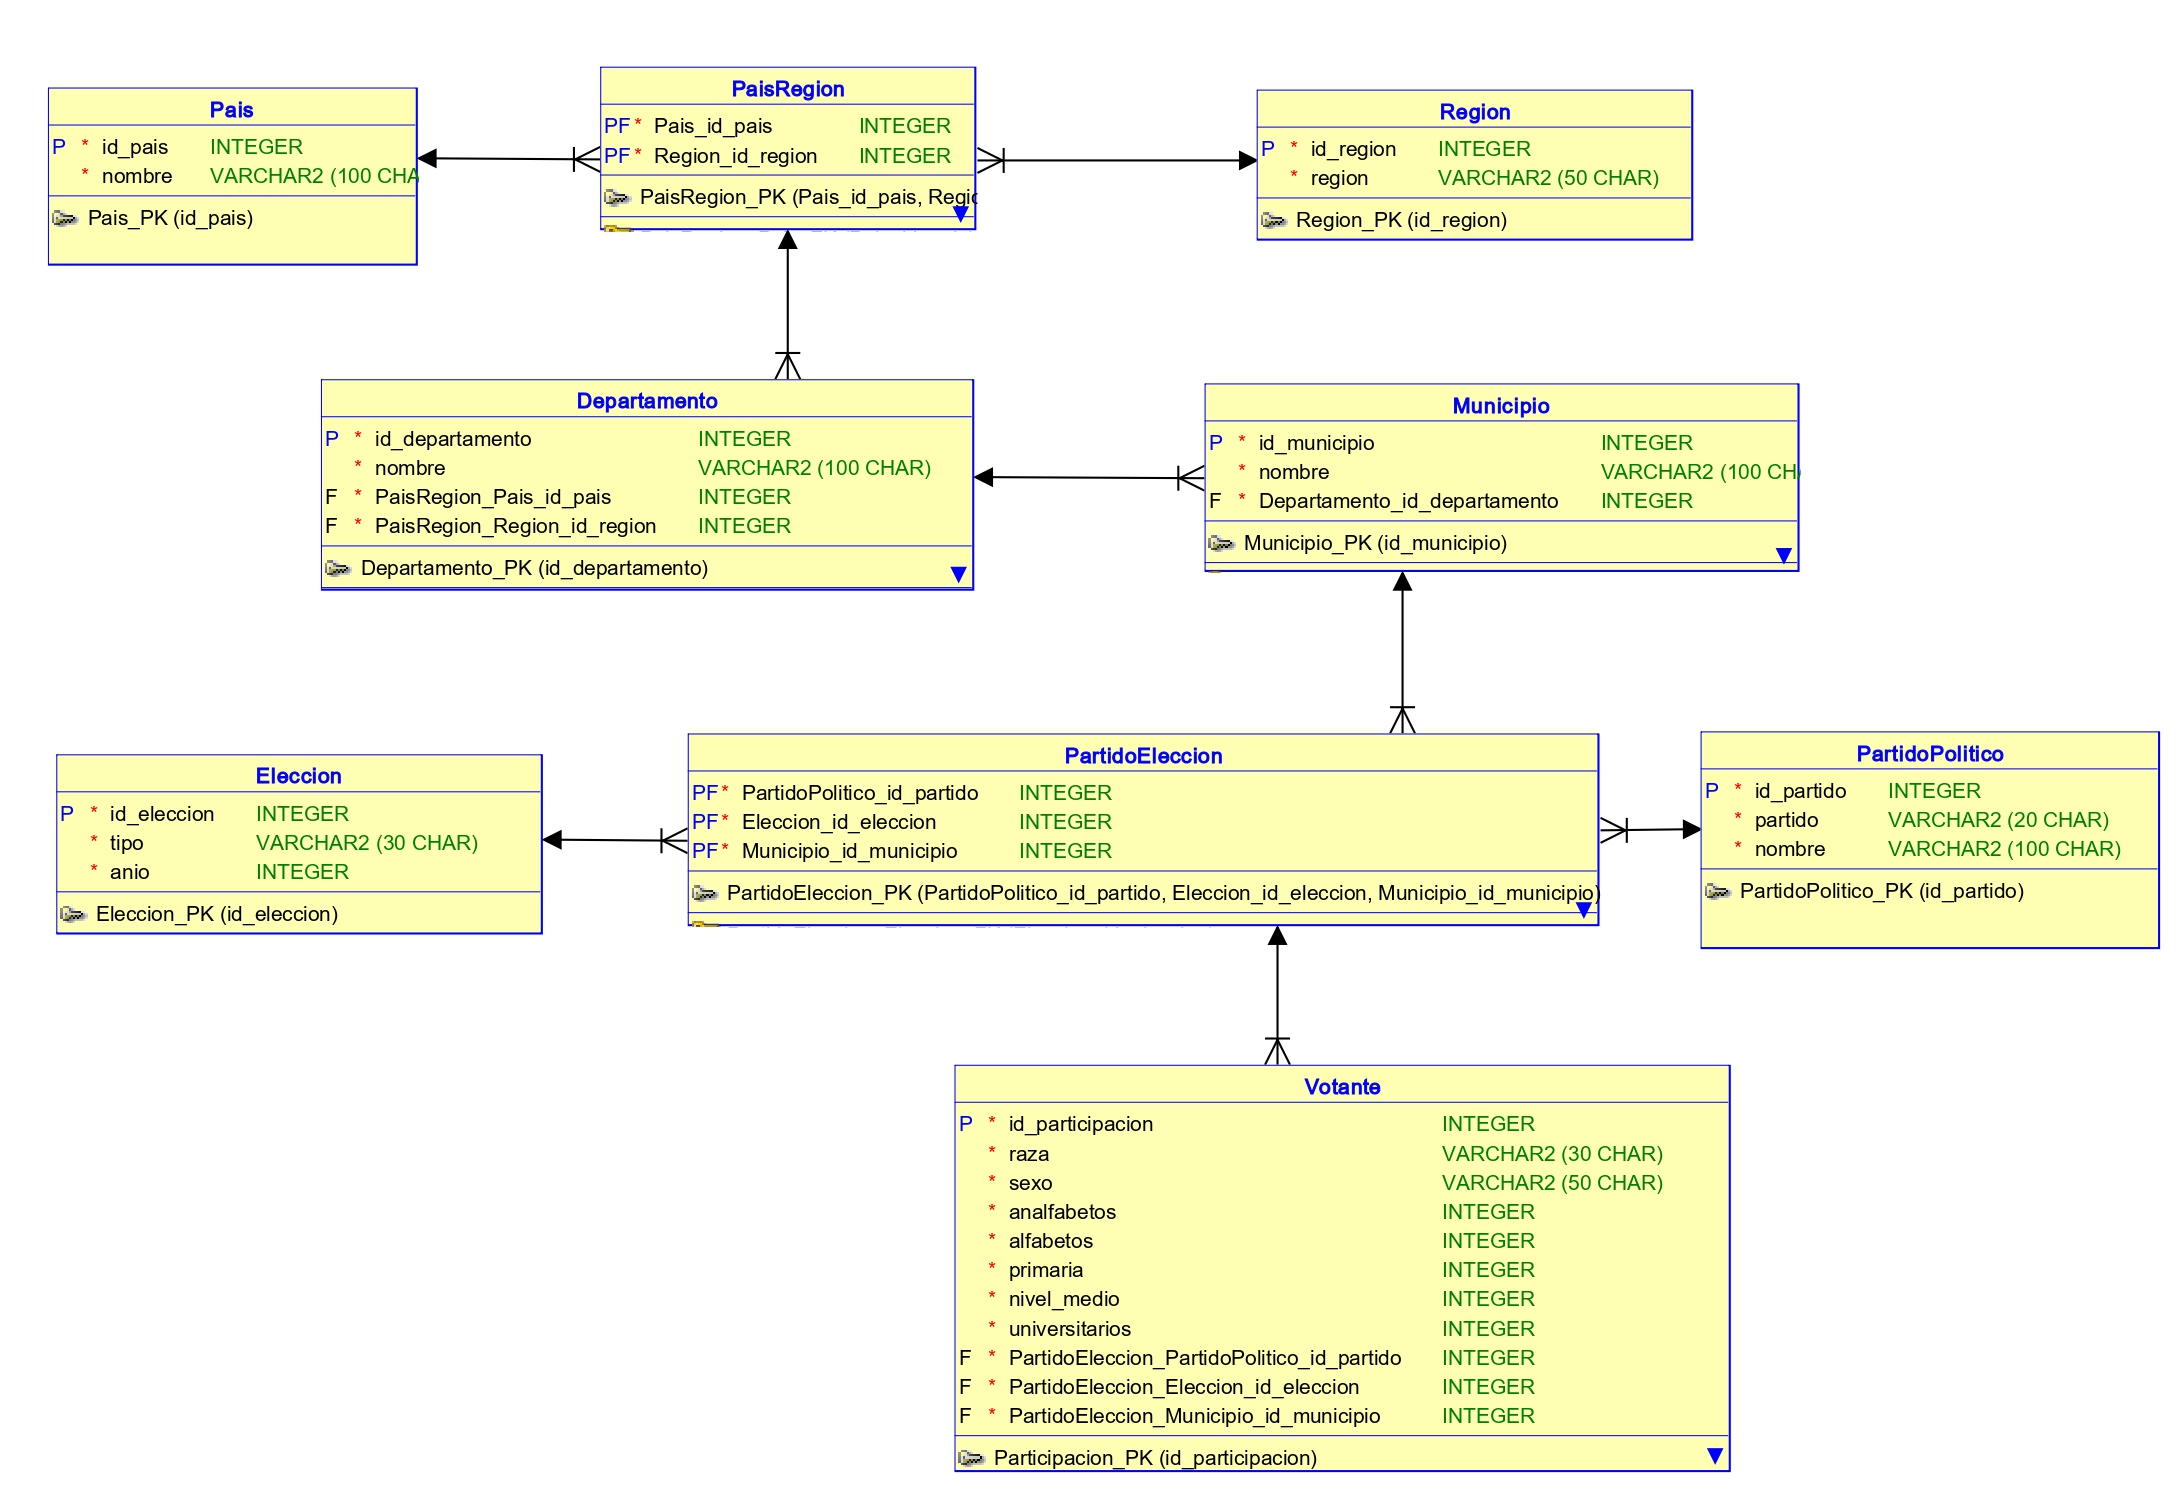 Pais
P * id_pais INTEGER
* nombre VARCHAR2 (100 CHA
Pais_PK (id_pais)
PaisRegion
PF * Pais_id_pais INTEGER
PF * Region_id_region INTEGER
PaisRegion_PK (Pais_id_pais, Regio
Region
P * id_region INTEGER
* region VARCHAR2 (50 CHAR)
Region_PK (id_region)
Departamento
P * id_departamento INTEGER
* nombre VARCHAR2 (100 CHAR)
F * PaisRegion_Pais_id_pais INTEGER
F * PaisRegion_Region_id_region INTEGER
Departamento_PK (id_departamento)
Municipio
P * id_municipio INTEGER
* nombre VARCHAR2 (100 CH
F * Departamento_id_departamento INTEGER
Municipio_PK (id_municipio)
Eleccion
P * id_eleccion INTEGER
* tipo VARCHAR2 (30 CHAR)
* anio INTEGER
Eleccion_PK (id_eleccion)
PartidoEleccion
PF * PartidoPolitico_id_partido INTEGER
PF * Eleccion_id_eleccion INTEGER
PF * Municipio_id_municipio INTEGER
PartidoEleccion_PK (PartidoPolitico_id_partido, Eleccion_id_eleccion, Municipio_id_municipio)
PartidoPolitico
P * id_partido INTEGER
* partido VARCHAR2 (20 CHAR)
* nombre VARCHAR2 (100 CHAR)
PartidoPolitico_PK (id_partido)
Votante
P * id_participacion INTEGER
* raza VARCHAR2 (30 CHAR)
* sexo VARCHAR2 (50 CHAR)
* analfabetos INTEGER
* alfabetos INTEGER
* primaria INTEGER
* nivel_medio INTEGER
* universitarios INTEGER
F * PartidoEleccion_PartidoPolitico_id_partido INTEGER
F * PartidoEleccion_Eleccion_id_eleccion INTEGER
F * PartidoEleccion_Municipio_id_municipio INTEGER
Participacion_PK (id_participacion)